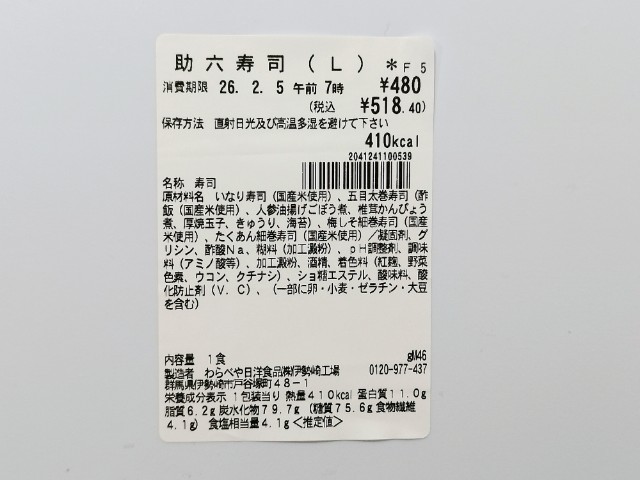 助六寿司(L) *F5
消費期限 26. 2. 5 午前 7時 ¥480
(税込 ¥518.40)
保存方法 直射日光及び高温多湿を避けて下さい
410kcal
2041241100539
名称 寿司
原材料名 いなり寿司(国産米使用)、五目太巻寿司(酢
飯(国産米使用)、人参油揚げごぼう煮、椎茸かんぴょう
煮、厚焼玉子、きゅうり、海苔)、梅しそ細巻寿司(国産
米使用)、たくあん細巻寿司(国産米使用)/凝固剤、グ
リシン、酢酸Na、糊料(加工澱粉)、pH調整剤、調味
料(アミノ酸等)、加工澱粉、酒精、着色料(紅麹、野菜
色素、ウコン、クチナシ)、ショ糖エステル、酸味料、酸
化防止剤(V.C)、(一部に卵・小麦・ゼラチン・大豆
を含む)
内容量 1食 gM46
製造者 わらべや日洋食品(株)伊勢崎工場 0120-977-437
群馬県伊勢崎市戸谷塚町48-1
栄養成分表示 1包装当り 熱量410kcal 蛋白質11.0g
脂質6.2g 炭水化物79.7g (糖質75.6g 食物繊維
4.1g) 食塩相当量4.1g<推定値>